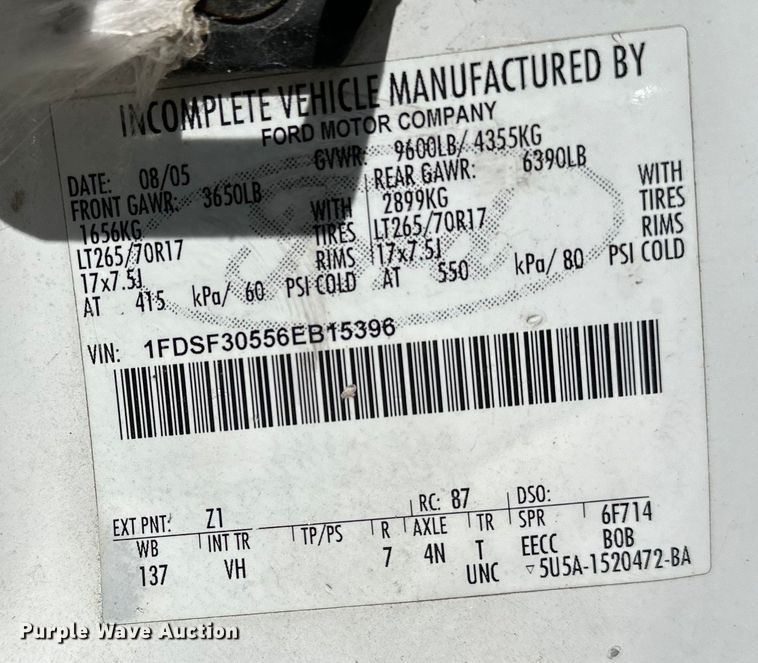 INCOMPLETE VEHICLE MANUFACTURED BY
FORD MOTOR COMPANY
DATE: 08/05 GVWR: 9600LB/ 4355KG
FRONT GAWR: 3650LB REAR GAWR: 6390LB
1656KG WITH 2899KG WITH
LT265/70R17 TIRES LT265/70R17 TIRES
17x7.5J RIMS 17x7.5J RIMS
AT 415 kPa/ 60 PSI COLD AT 550 kPa/ 80 PSI COLD
VIN: 1FDSF30556EB15396
EXT PNT: Z1 RC: 87 DSO:
WB INT TR TP/PS R AXLE TR SPR 6F714
137 VH 7 4N T EECC BOB
UNC ▽5U5A-1520472-BA
Purple Wave Auction